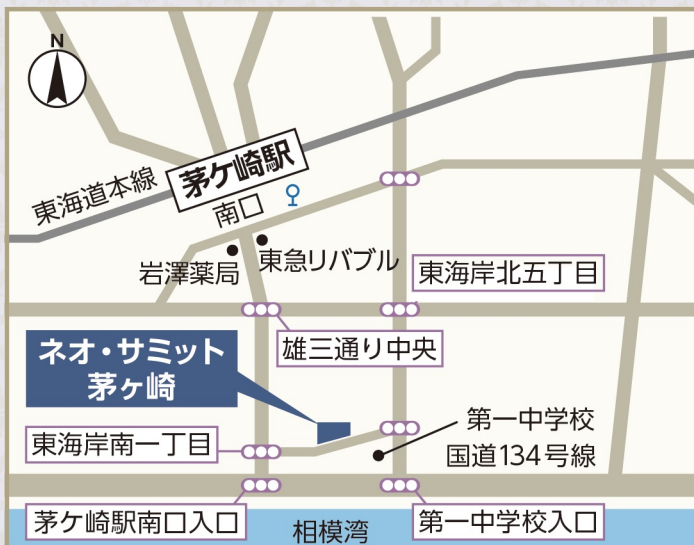 N
東海道本線
茅ケ崎駅
南口
岩澤薬局
東急リバブル
東海岸北五丁目
雄三通り中央
ネオ・サミット
茅ヶ崎
東海岸南一丁目
第一中学校
国道134号線
茅ケ崎駅南口入口
第一中学校入口
相模湾